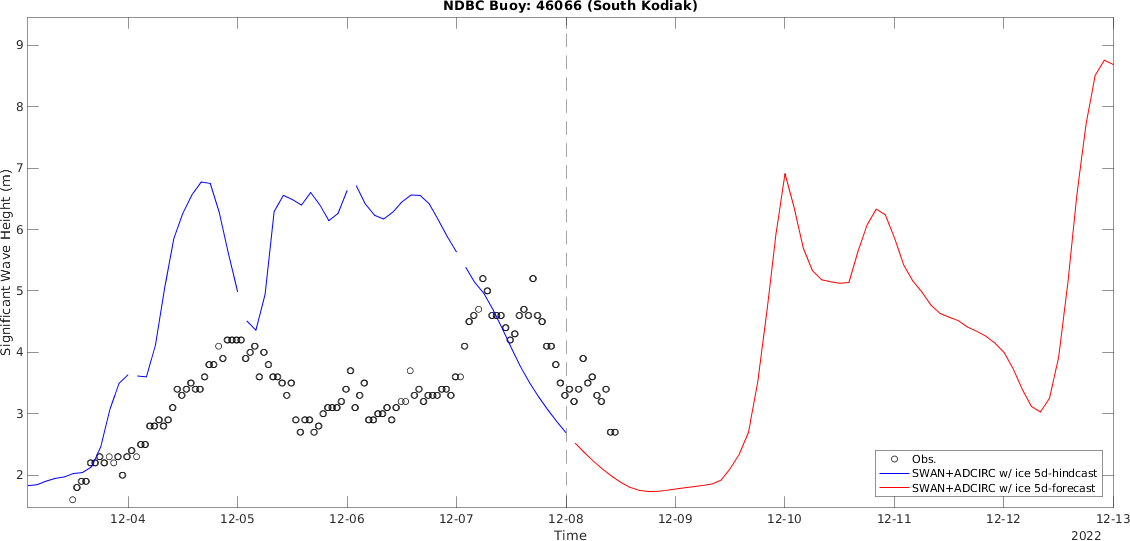 NDBC Buoy: 46066 (South Kodiak)
Significant Wave Height (m)
9
8
7
6
5
4
3
2
Obs.
SWAN+ADCIRC w/ ice 5d-hindcast
SWAN+ADCIRC w/ ice 5d-forecast
12-04 12-05 12-06 12-07 12-08 12-09 12-10 12-11 12-12 12-13
Time
2022